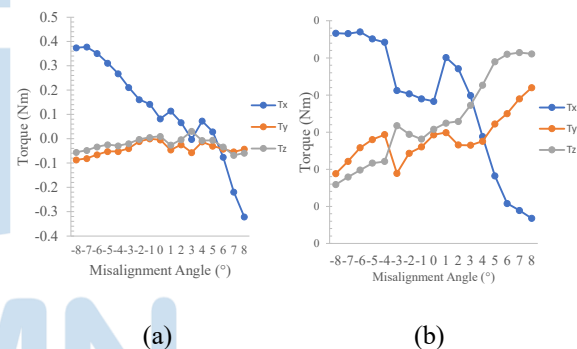 0.5
0.4
0.3
0.2
0.1
0.0
-0.1
-0.2
-0.3
-0.4
Torque (Nm)
-8-7-6-5-4-3-2-1 0 1 2 3 4 5 6 7 8
Misalignment Angle (°)
Tx
Ty
Tz
(a)
0
0
0
0
0
Torque (Nm)
-8-7-6-5-4-3-2-1 0 1 2 3 4 5 6 7 8
Misalignment Angle (°)
Tx
Ty
Tz
(b)